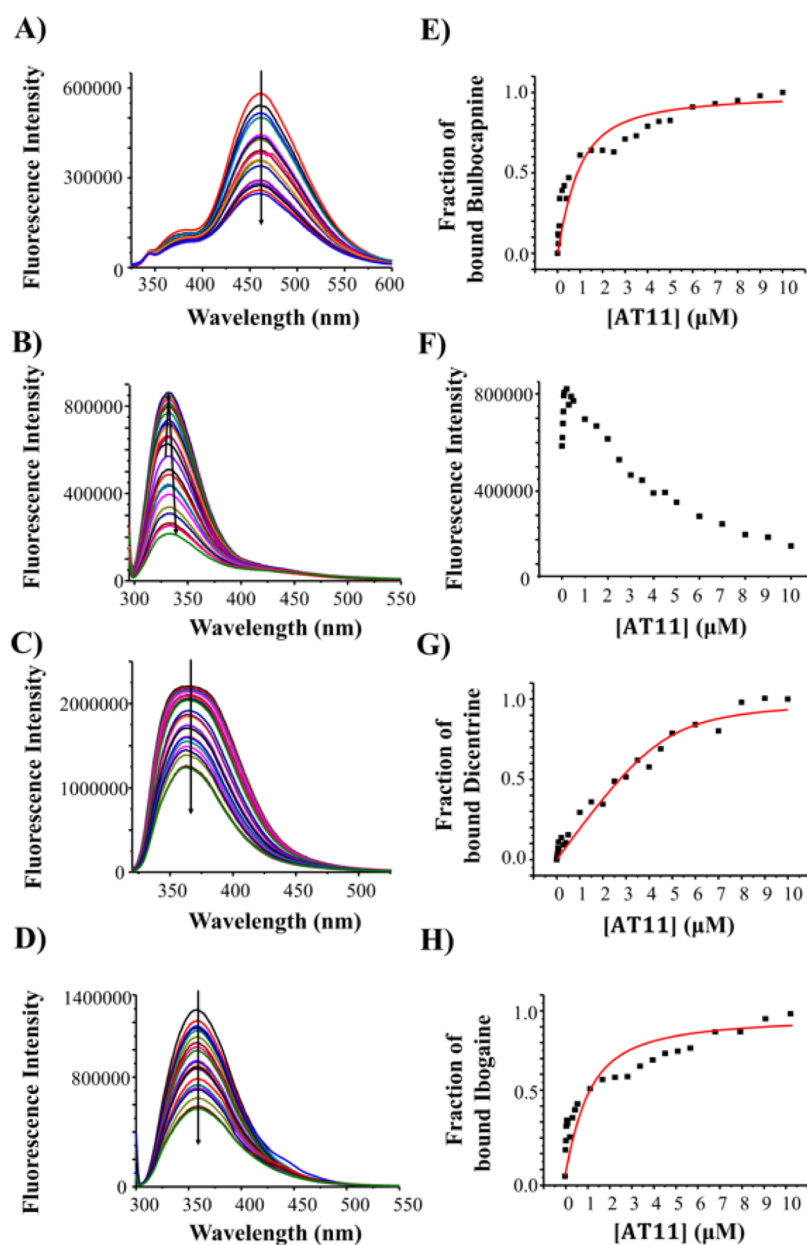 A)
Fluorescence Intensity
600000
300000
0
350 400 450 500 550 600
Wavelength (nm)
E)
Fraction of
bound Bulbocapnine
1.0
0.5
0.0
0 1 2 3 4 5 6 7 8 9 10
[AT11] (µM)
B)
Fluorescence Intensity
800000
400000
0
295 350 400 450 500 550
Wavelength (nm)
F)
Fluorescence Intensity
800000
400000
0
0 1 2 3 4 5 6 7 8 9 10
[AT11] (µM)
C)
Fluorescence Intensity
2000000
1000000
0
350 400 450 500
Wavelength (nm)
G)
Fraction of
bound Dicentrine
1.0
0.5
0.0
0 1 2 3 4 5 6 7 8 9 10
[AT11] (µM)
D)
Fluorescence Intensity
1400000
800000
0
300 350 400 450 500 550
Wavelength (nm)
H)
Fraction of
bound Ibogaine
1.0
0.5
0.0
0 1 2 3 4 5 6 7 8 9 10
[AT11] (µM)